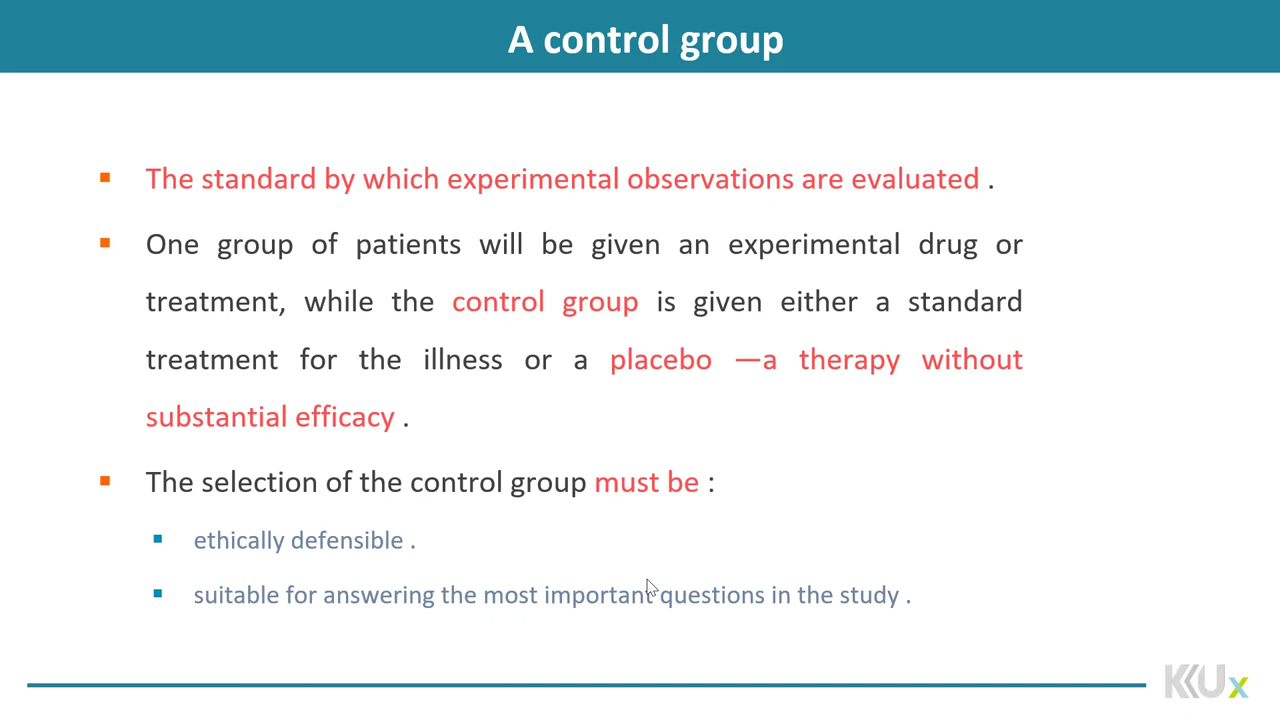 A control group
The standard by which experimental observations are evaluated .
One group of patients will be given an experimental drug or
treatment, while the control group is given either a standard
treatment for the illness or a placebo —a therapy without
substantial efficacy .
The selection of the control group must be :
ethically defensible .
suitable for answering the most important questions in the study .
KKUx